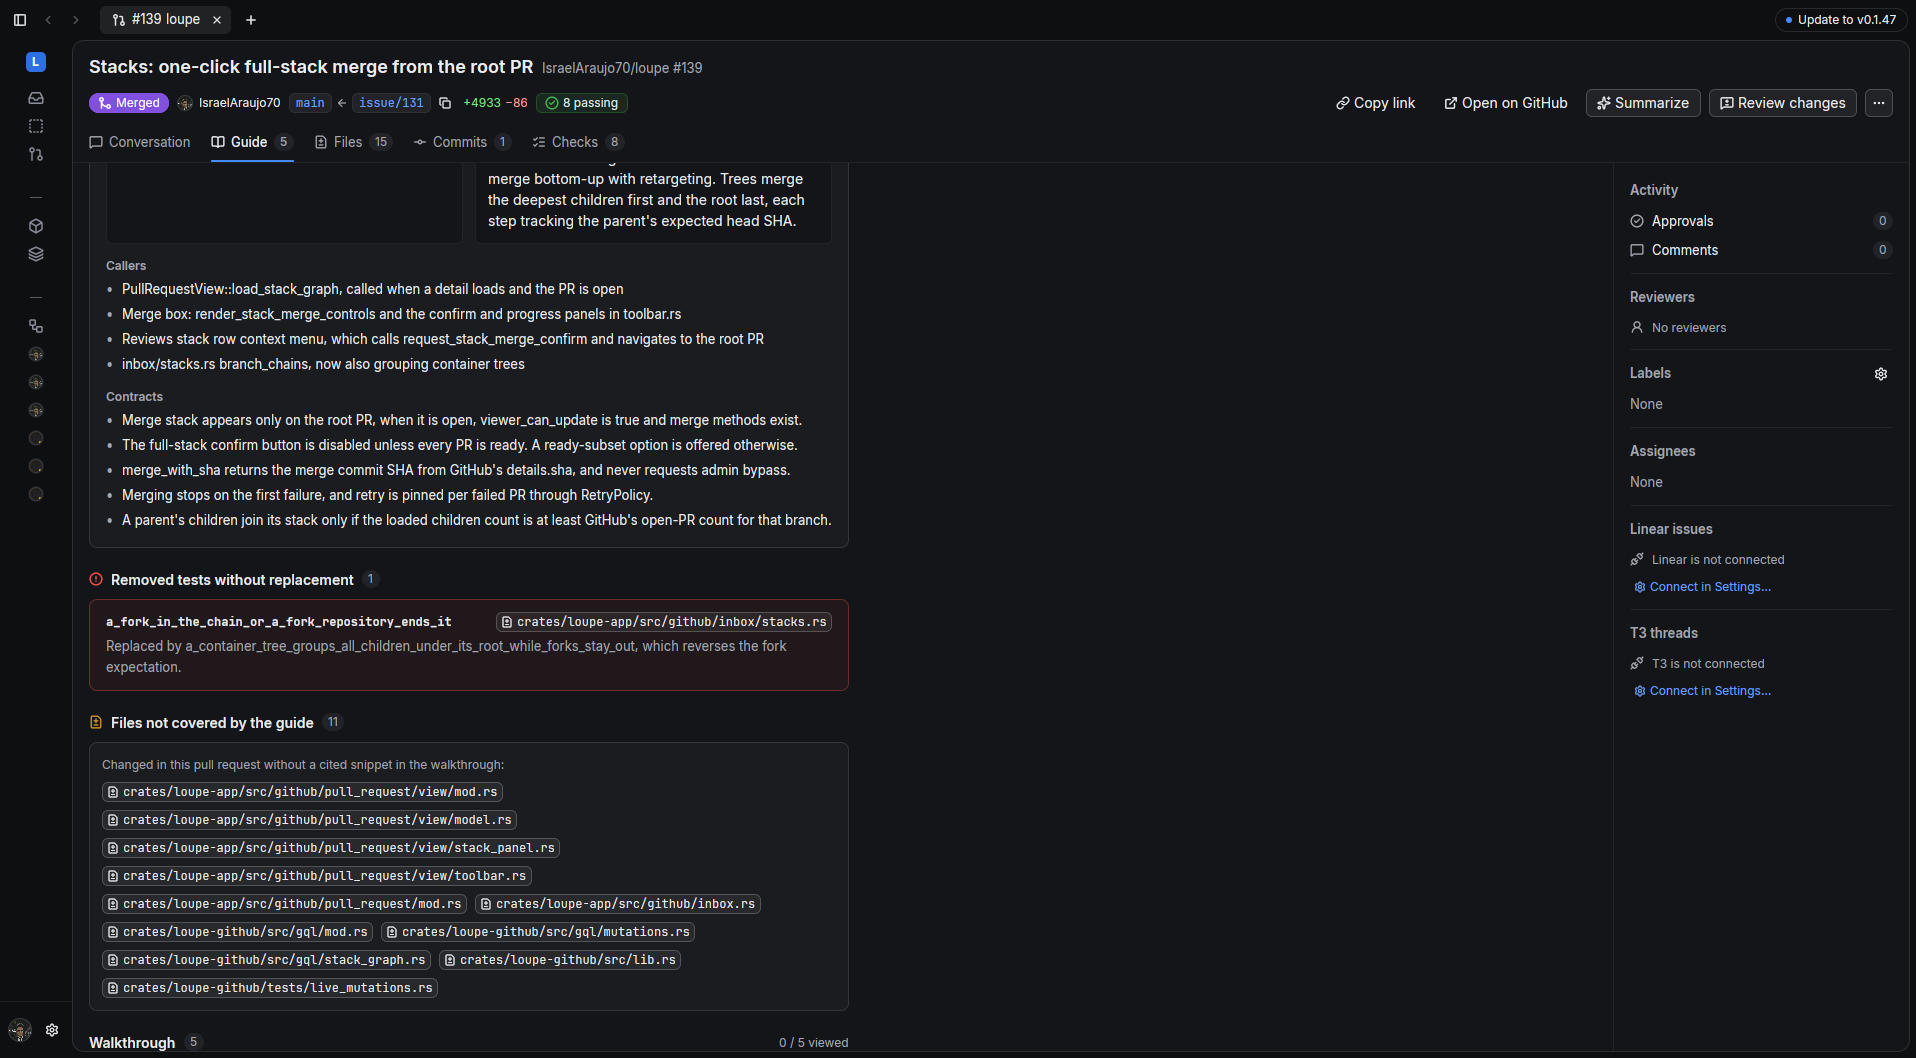 #139 loupe
Update to v0.1.47
L
Stacks: one-click full-stack merge from the root PR IsraelAraujo70/loupe #139
Merged IsraelAraujo70 main ← issue/131 +4933 −86 8 passing
Copy link Open on GitHub Summarize Review changes
Conversation Guide 5 Files 15 Commits 1 Checks 8
merge bottom-up with retargeting. Trees merge
the deepest children first and the root last, each
step tracking the parent's expected head SHA.
Callers
• PullRequestView::load_stack_graph, called when a detail loads and the PR is open
• Merge box: render_stack_merge_controls and the confirm and progress panels in toolbar.rs
• Reviews stack row context menu, which calls request_stack_merge_confirm and navigates to the root PR
• inbox/stacks.rs branch_chains, now also grouping container trees
Contracts
• Merge stack appears only on the root PR, when it is open, viewer_can_update is true and merge methods exist.
• The full-stack confirm button is disabled unless every PR is ready. A ready-subset option is offered otherwise.
• merge_with_sha returns the merge commit SHA from GitHub's details.sha, and never requests admin bypass.
• Merging stops on the first failure, and retry is pinned per failed PR through RetryPolicy.
• A parent's children join its stack only if the loaded children count is at least GitHub's open-PR count for that branch.
Removed tests without replacement 1
a_fork_in_the_chain_or_a_fork_repository_ends_it crates/loupe-app/src/github/inbox/stacks.rs
Replaced by a_container_tree_groups_all_children_under_its_root_while_forks_stay_out, which reverses the fork
expectation.
Files not covered by the guide 11
Changed in this pull request without a cited snippet in the walkthrough:
crates/loupe-app/src/github/pull_request/view/mod.rs
crates/loupe-app/src/github/pull_request/view/model.rs
crates/loupe-app/src/github/pull_request/view/stack_panel.rs
crates/loupe-app/src/github/pull_request/view/toolbar.rs
crates/loupe-app/src/github/pull_request/mod.rs crates/loupe-app/src/github/inbox.rs
crates/loupe-github/src/gql/mod.rs crates/loupe-github/src/gql/mutations.rs
crates/loupe-github/src/gql/stack_graph.rs crates/loupe-github/src/lib.rs
crates/loupe-github/tests/live_mutations.rs
Walkthrough 5 0 / 5 viewed
Activity
Approvals 0
Comments 0
Reviewers
No reviewers
Labels
None
Assignees
None
Linear issues
Linear is not connected
Connect in Settings...
T3 threads
T3 is not connected
Connect in Settings...